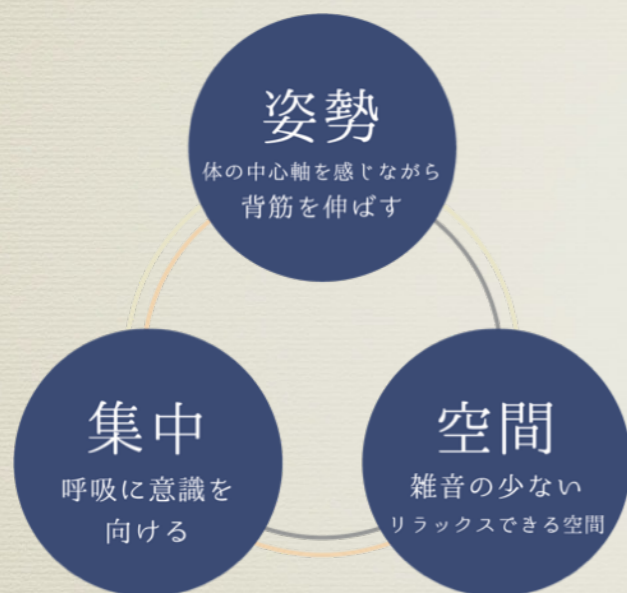 姿勢
体の中心軸を感じながら
背筋を伸ばす
集中
呼吸に意識を
向ける
空間
雑音の少ない
リラックスできる空間